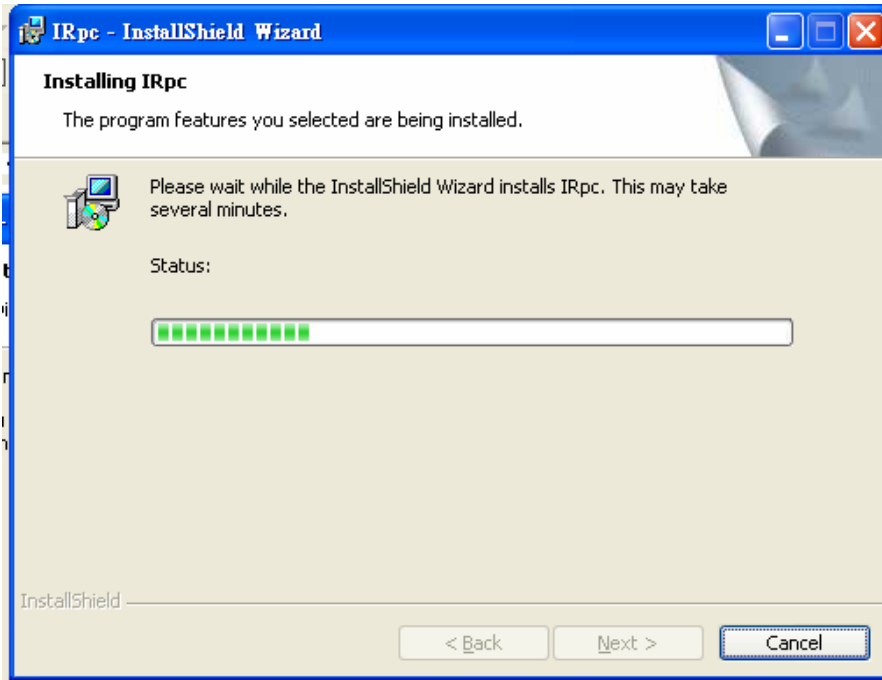 IRpc - InstallShield Wizard
Installing IRpc
The program features you selected are being installed.
Please wait while the InstallShield Wizard installs IRpc. This may take
several minutes.
Status:
InstallShield
< Back
Next >
Cancel